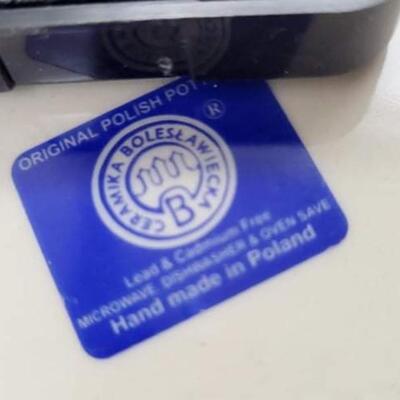 ORIGINAL POLISH
®
CERAMIKA BOLESŁAWIECKA
B
Lead & Cadmium Free
MICROWAVE, DISHWASHER & OVEN SAVE
Hand made in Poland